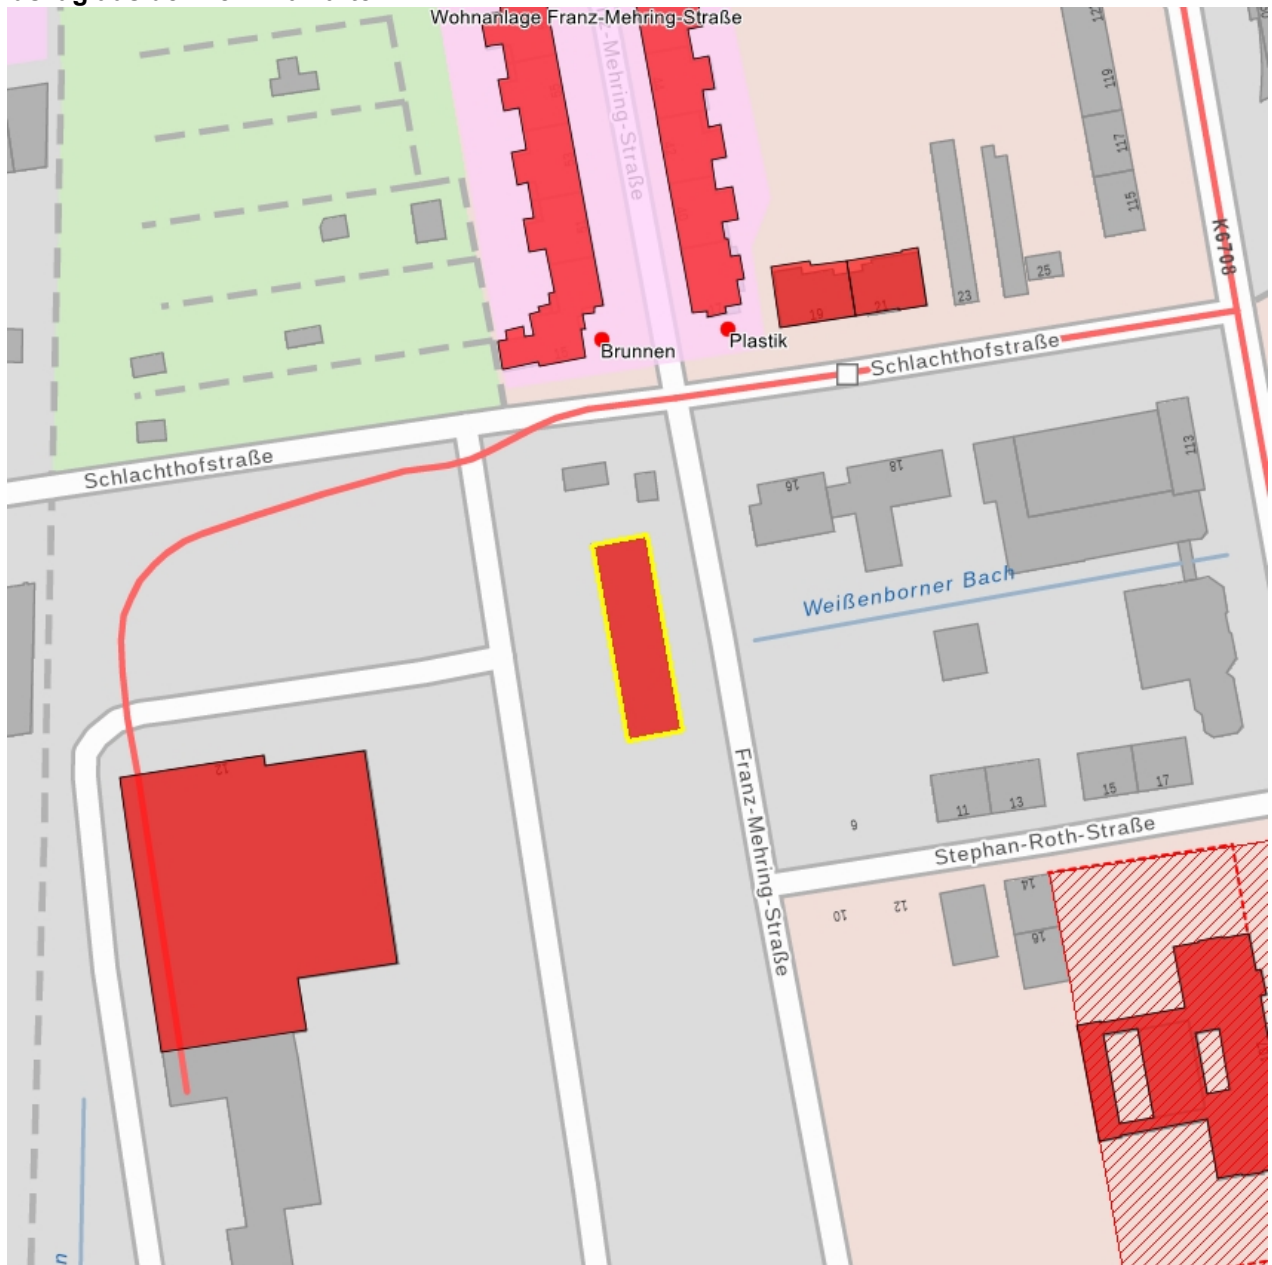 Wohnanlage Franz-Mehring-Straße
z-Mehring-Straße
119
117
115
K6708
25
23
19
21
Plastik
Brunnen
Schlachthofstraße
Schlachthofstraße
113
16
18
Weißenborner Bach
12
Franz-Mehring-Straße
11
13
15
17
9
Stephan-Roth-Straße
10
12
14
16
n